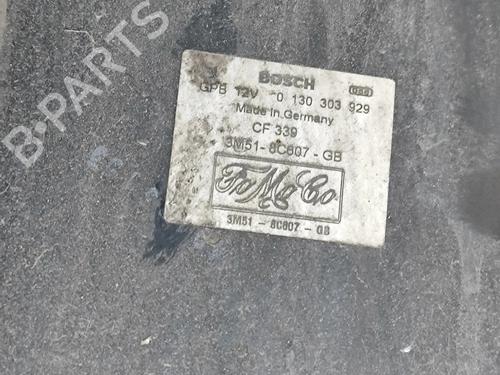 B-PARTS
BOSCH
GPB 12V 0 130 303 929
Made in Germany
CF 339
3M51-8C607-GB
FoMoCo
3M51 - 8C607 - GB